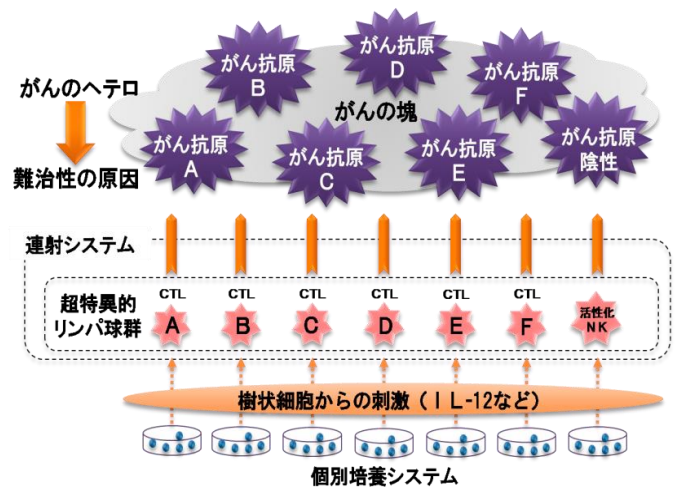 がん抗原
B
がん抗原
D
がん抗原
F
がんのヘテロ
がんの塊
がん抗原
A
がん抗原
C
がん抗原
E
がん抗原
陰性
難治性の原因
連射システム
超特異的
リンパ球群
CTL
A
CTL
B
CTL
C
CTL
D
CTL
E
CTL
F
活性化
NK
樹状細胞からの刺激（ＩＬ-12など）
個別培養システム